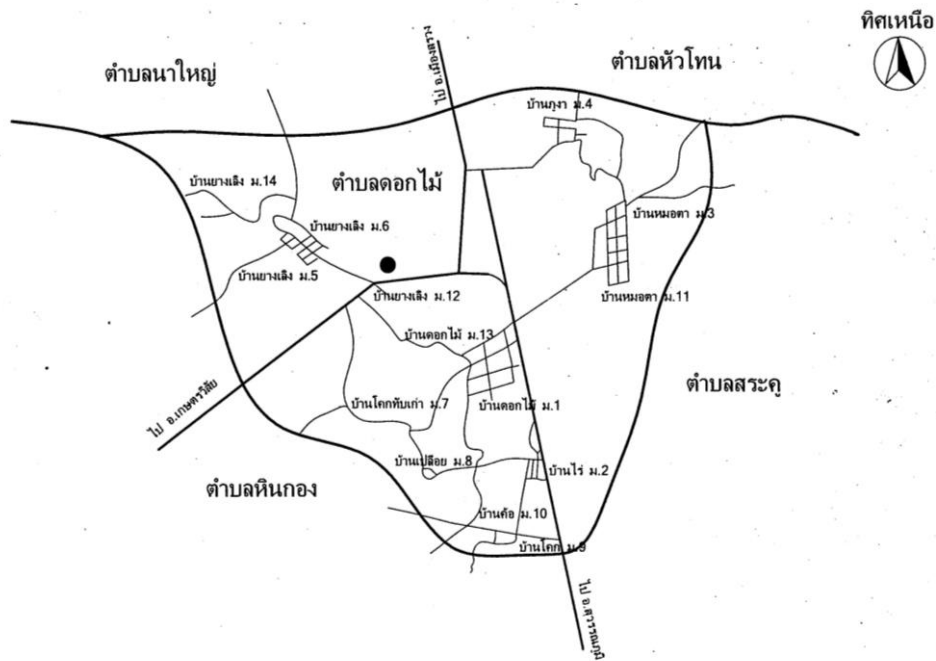 ทิศเหนือ
ตำบลนาใหญ่
ไป อ.เมืองสรวง
ตำบลหัวโทน
บ้านภูงา ม.4
บ้านยางเลิง ม.14
ตำบลดอกไม้
บ้านหมอตา ม.3
บ้านยางเลิง ม.6
บ้านยางเลิง ม.5
บ้านยางเลิง ม.12
บ้านหมอตา ม.11
บ้านดอกไม้ ม.13
ตำบลสระคู
ไป อ.เกษตรวิสัย
บ้านโคกทับเก่า ม.7
บ้านดอกไม้ ม.1
บ้านเปลือย ม.8
บ้านไร่ ม.2
ตำบลหินกอง
บ้านค้อ ม.10
บ้านโคก ม.9
ไป อ.สุวรรณภูมิ